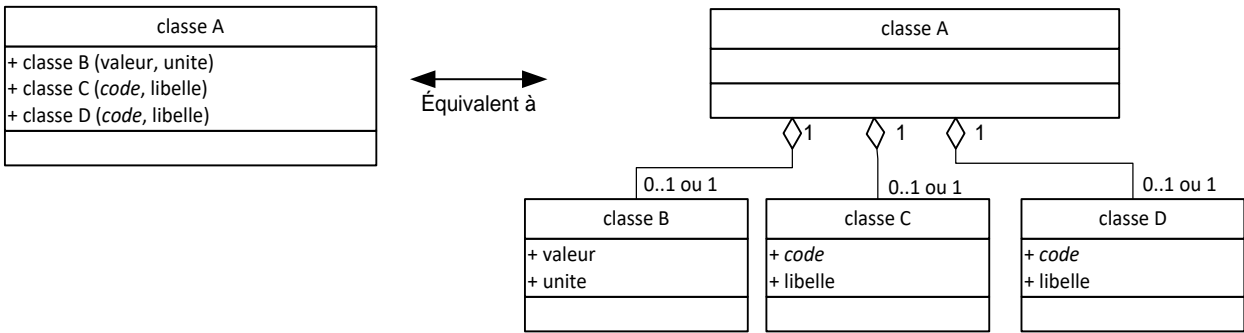 classe A
+ classe B (valeur, unite)
+ classe C (code, libelle)
+ classe D (code, libelle)
Équivalent à
classe A
1
1
1
0..1 ou 1
0..1 ou 1
0..1 ou 1
classe B
+ valeur
+ unite
classe C
+ code
+ libelle
classe D
+ code
+ libelle